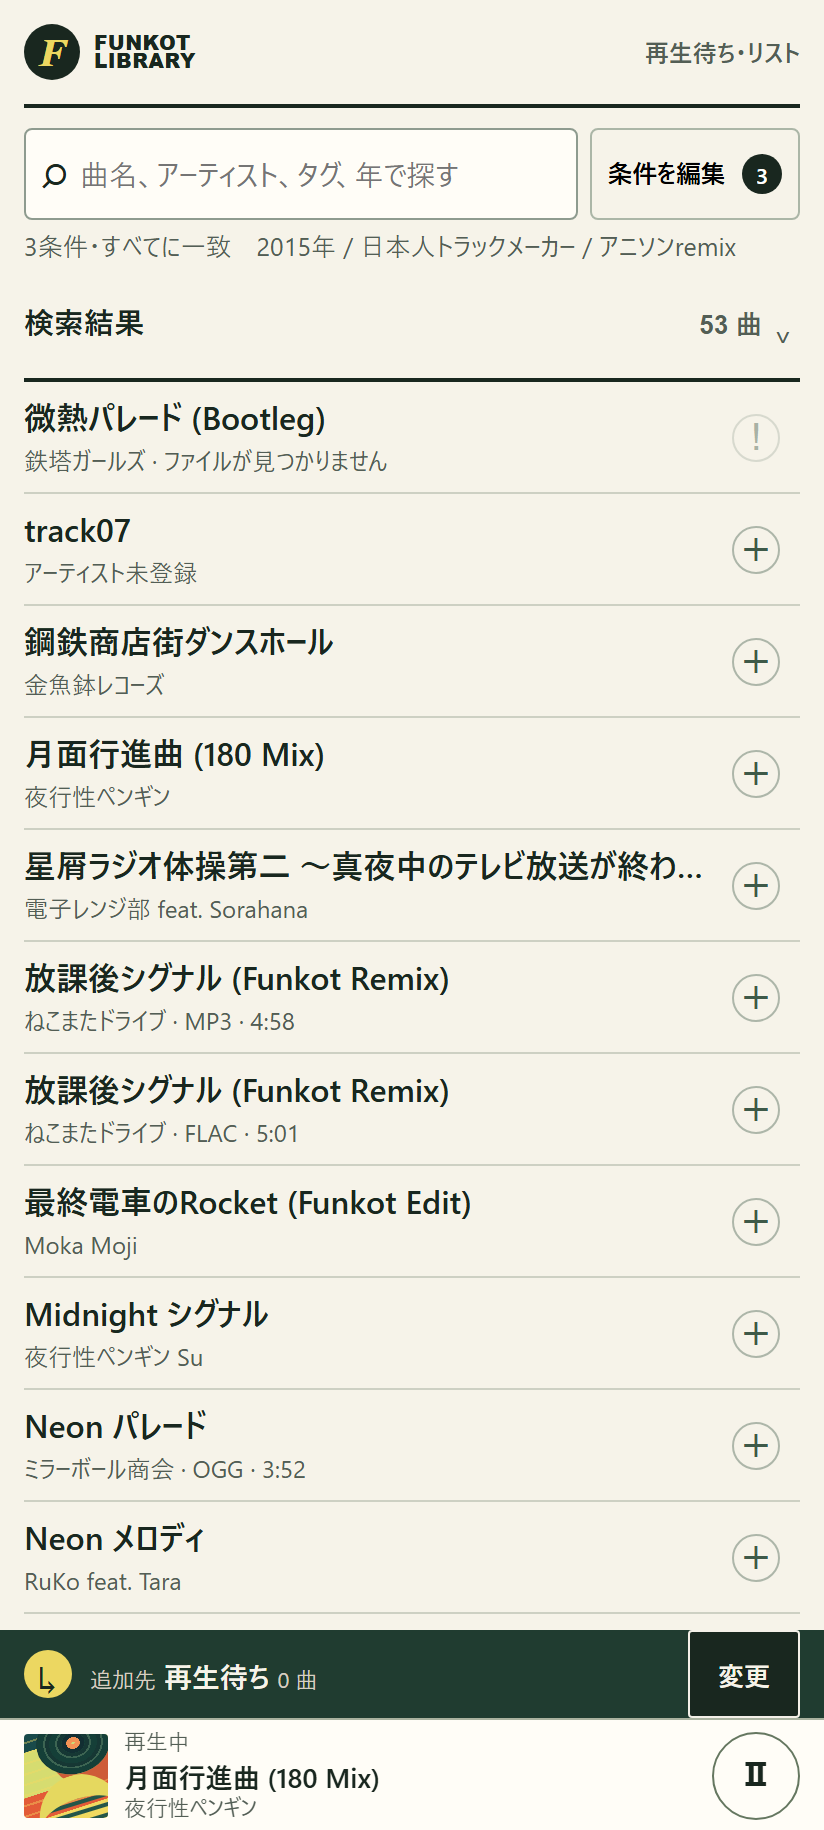 F FUNKOT LIBRARY
再生待ち・リスト
曲名、アーティスト、タグ、年で探す
条件を編集 3
3条件・すべてに一致　2015年 / 日本人トラックメーカー / アニソンremix
検索結果
53 曲
微熱パレード (Bootleg)
鉄塔ガールズ · ファイルが見つかりません
!
track07
アーティスト未登録
+
鋼鉄商店街ダンスホール
金魚鉢レコーズ
+
月面行進曲 (180 Mix)
夜行性ペンギン
+
星屑ラジオ体操第二 〜真夜中のテレビ放送が終わ...
電子レンジ部 feat. Sorahana
+
放課後シグナル (Funkot Remix)
ねこまたドライブ · MP3 · 4:58
+
放課後シグナル (Funkot Remix)
ねこまたドライブ · FLAC · 5:01
+
最終電車のRocket (Funkot Edit)
Moka Moji
+
Midnight シグナル
夜行性ペンギン Su
+
Neon パレード
ミラーボール商会 · OGG · 3:52
+
Neon メロディ
RuKo feat. Tara
+
追加先 再生待ち 0 曲
変更
再生中
月面行進曲 (180 Mix)
夜行性ペンギン